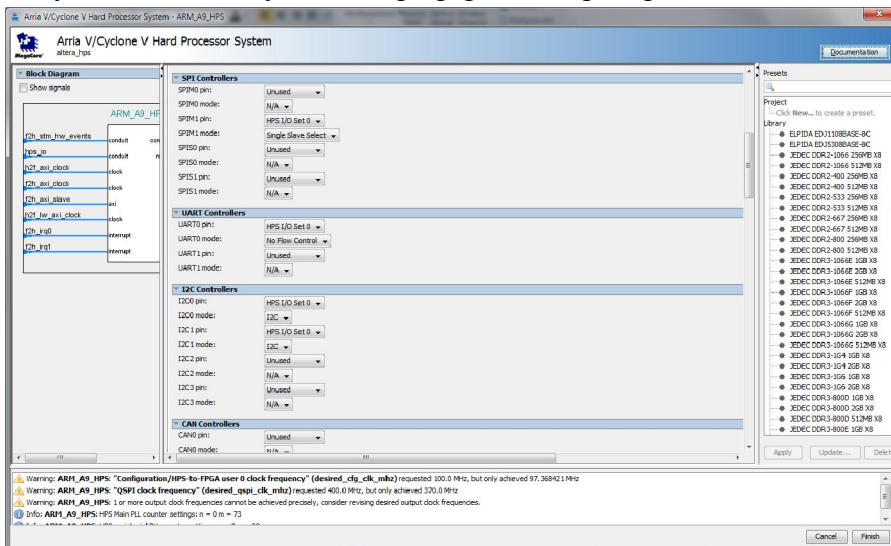 Arria V/Cyclone V Hard Processor System - ARM_A9_HPS
Arria V/Cyclone V Hard Processor System
altera_hps
MegaCore
Documentation
Block Diagram
Show signals
ARM_A9_HP
f2h_stm_hw_events
conduit
con
hps_io
conduit
h2f_axi_clock
clock
f2h_axi_clock
clock
f2h_axi_slave
axi
h2f_lw_axi_clock
clock
f2h_irq0
interrupt
f2h_irq1
interrupt
SPI Controllers
SPIM0 pin: Unused
SPIM0 mode: N/A
SPIM1 pin: HPS I/O Set 0
SPIM1 mode: Single Slave Select
SPIS0 pin: Unused
SPIS0 mode: N/A
SPIS1 pin: Unused
SPIS1 mode: N/A
UART Controllers
UART0 pin: HPS I/O Set 0
UART0 mode: No Flow Control
UART1 pin: Unused
UART1 mode: N/A
I2C Controllers
I2C0 pin: HPS I/O Set 0
I2C0 mode: I2C
I2C1 pin: HPS I/O Set 0
I2C1 mode: I2C
I2C2 pin: Unused
I2C2 mode: N/A
I2C3 pin: Unused
I2C3 mode: N/A
CAN Controllers
CAN0 pin: Unused
CAN0 mode: N/A
Presets
Project
Click New... to create a preset.
Library
ELPIDA EDJ1108BASE-8C
ELPIDA EDJ5308BASE-8C
JEDEC DDR2-1066 256MB X8
JEDEC DDR2-1066 512MB X8
JEDEC DDR2-400 256MB X8
JEDEC DDR2-400 512MB X8
JEDEC DDR2-533 256MB X8
JEDEC DDR2-533 512MB X8
JEDEC DDR2-667 256MB X8
JEDEC DDR2-667 512MB X8
JEDEC DDR2-800 256MB X8
JEDEC DDR2-800 512MB X8
JEDEC DDR3-1066E 1GB X8
JEDEC DDR3-1066E 2GB X8
JEDEC DDR3-1066E 512MB X8
JEDEC DDR3-1066F 1GB X8
JEDEC DDR3-1066F 2GB X8
JEDEC DDR3-1066F 512MB X8
JEDEC DDR3-1066G 1GB X8
JEDEC DDR3-1066G 2GB X8
JEDEC DDR3-1066G 512MB X8
JEDEC DDR3-1G4 1GB X8
JEDEC DDR3-1G4 2GB X8
JEDEC DDR3-1G6 1GB X8
JEDEC DDR3-1G6 2GB X8
JEDEC DDR3-800D 1GB X8
JEDEC DDR3-800D 2GB X8
JEDEC DDR3-800D 512MB X8
JEDEC DDR3-800E 1GB X8
Apply Update... Delet
Warning: ARM_A9_HPS: "Configuration/HPS-to-FPGA user 0 clock frequency" (desired_cfg_clk_mhz) requested 100.0 MHz, but only achieved 97.368421 MHz
Warning: ARM_A9_HPS: "QSPI clock frequency" (desired_qspi_clk_mhz) requested 400.0 MHz, but only achieved 370.0 MHz
Warning: ARM_A9_HPS: 1 or more output clock frequencies cannot be achieved precisely, consider revising desired output clock frequencies.
Info: ARM_A9_HPS: HPS Main PLL counter settings: n = 0 m = 73
Cancel Finish